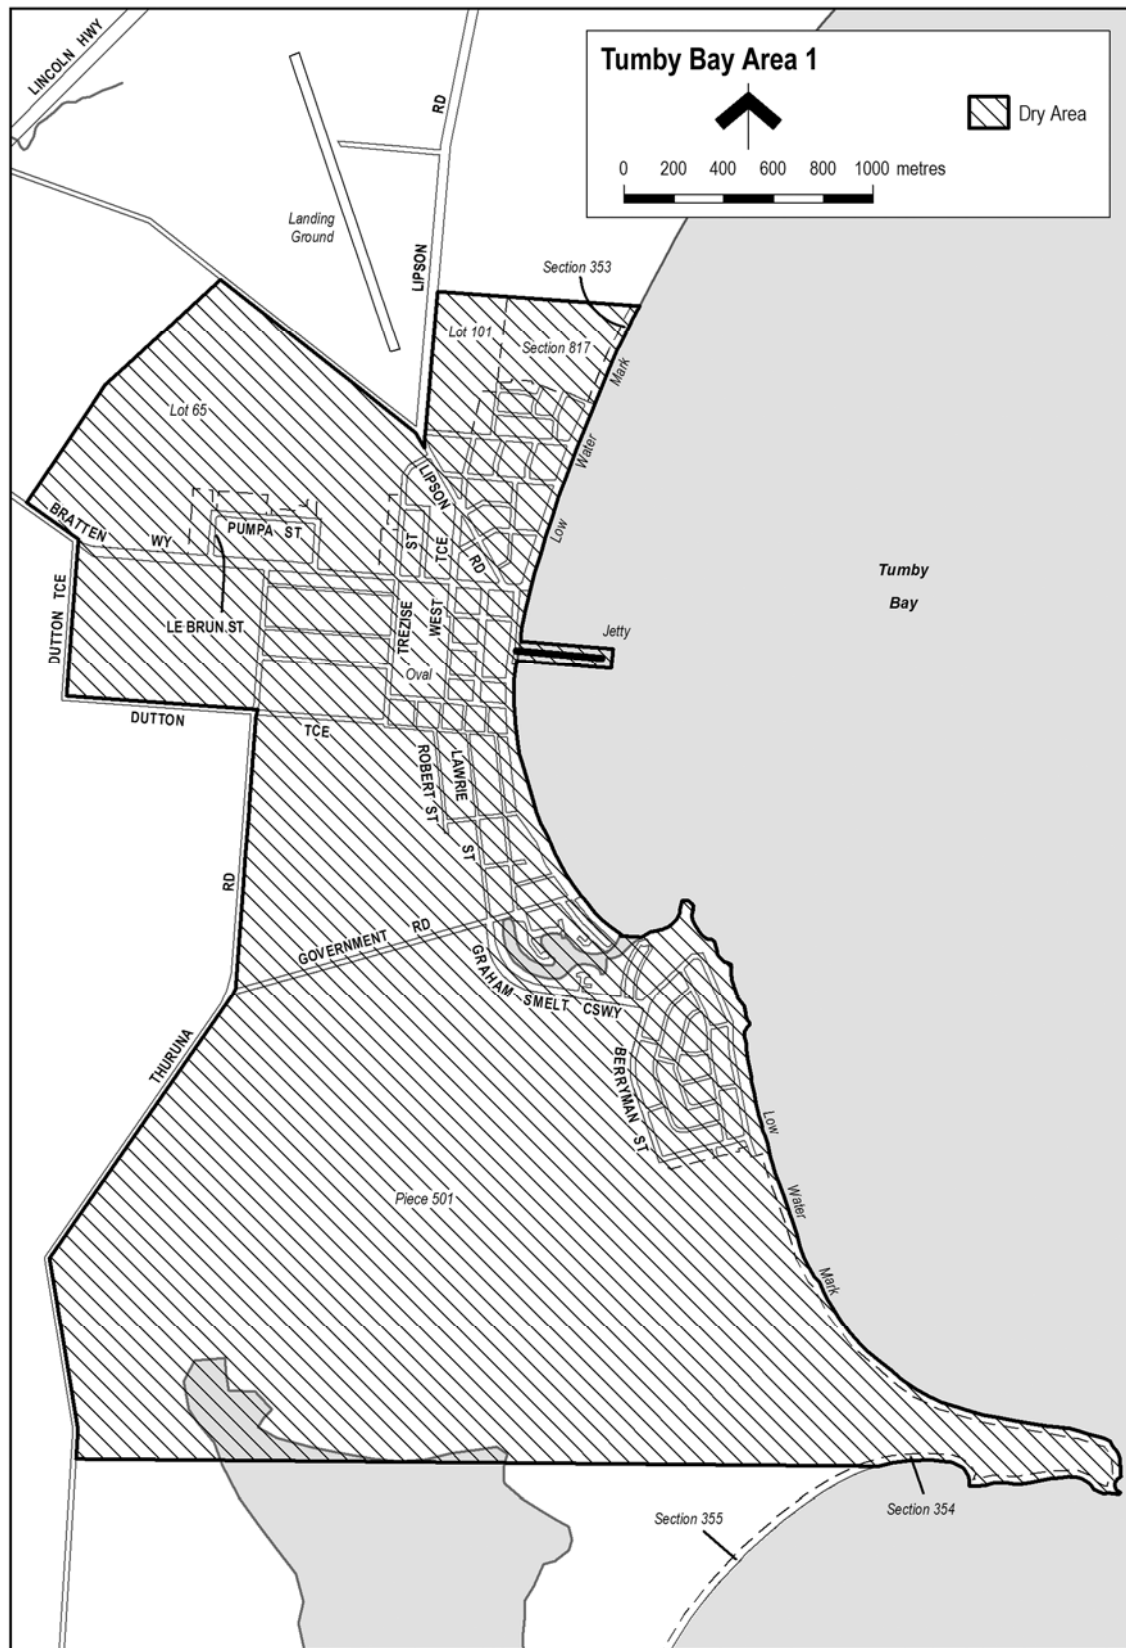 LINCOLN HWY
RD
Tumby Bay Area 1
Dry Area
0 200 400 600 800 1000 metres
Landing
Ground
LIPSON
Section 353
Lot 101
Section 817
Mark
Lot 65
Water
LIPSON
Low
BRATTEN
WY
PUMPA ST
ST
TCE
RD
Tumby
Bay
DUTTON TCE
LE BRUN ST
TREZISE
WEST
Jetty
Oval
DUTTON
TCE
ROBERT ST
LAWRIE
ST
RD
GOVERNMENT RD
GRAHAM SMELT CSWY
THURUNA
BERRYMAN ST
Low
Water
Mark
Piece 501
Section 354
Section 355